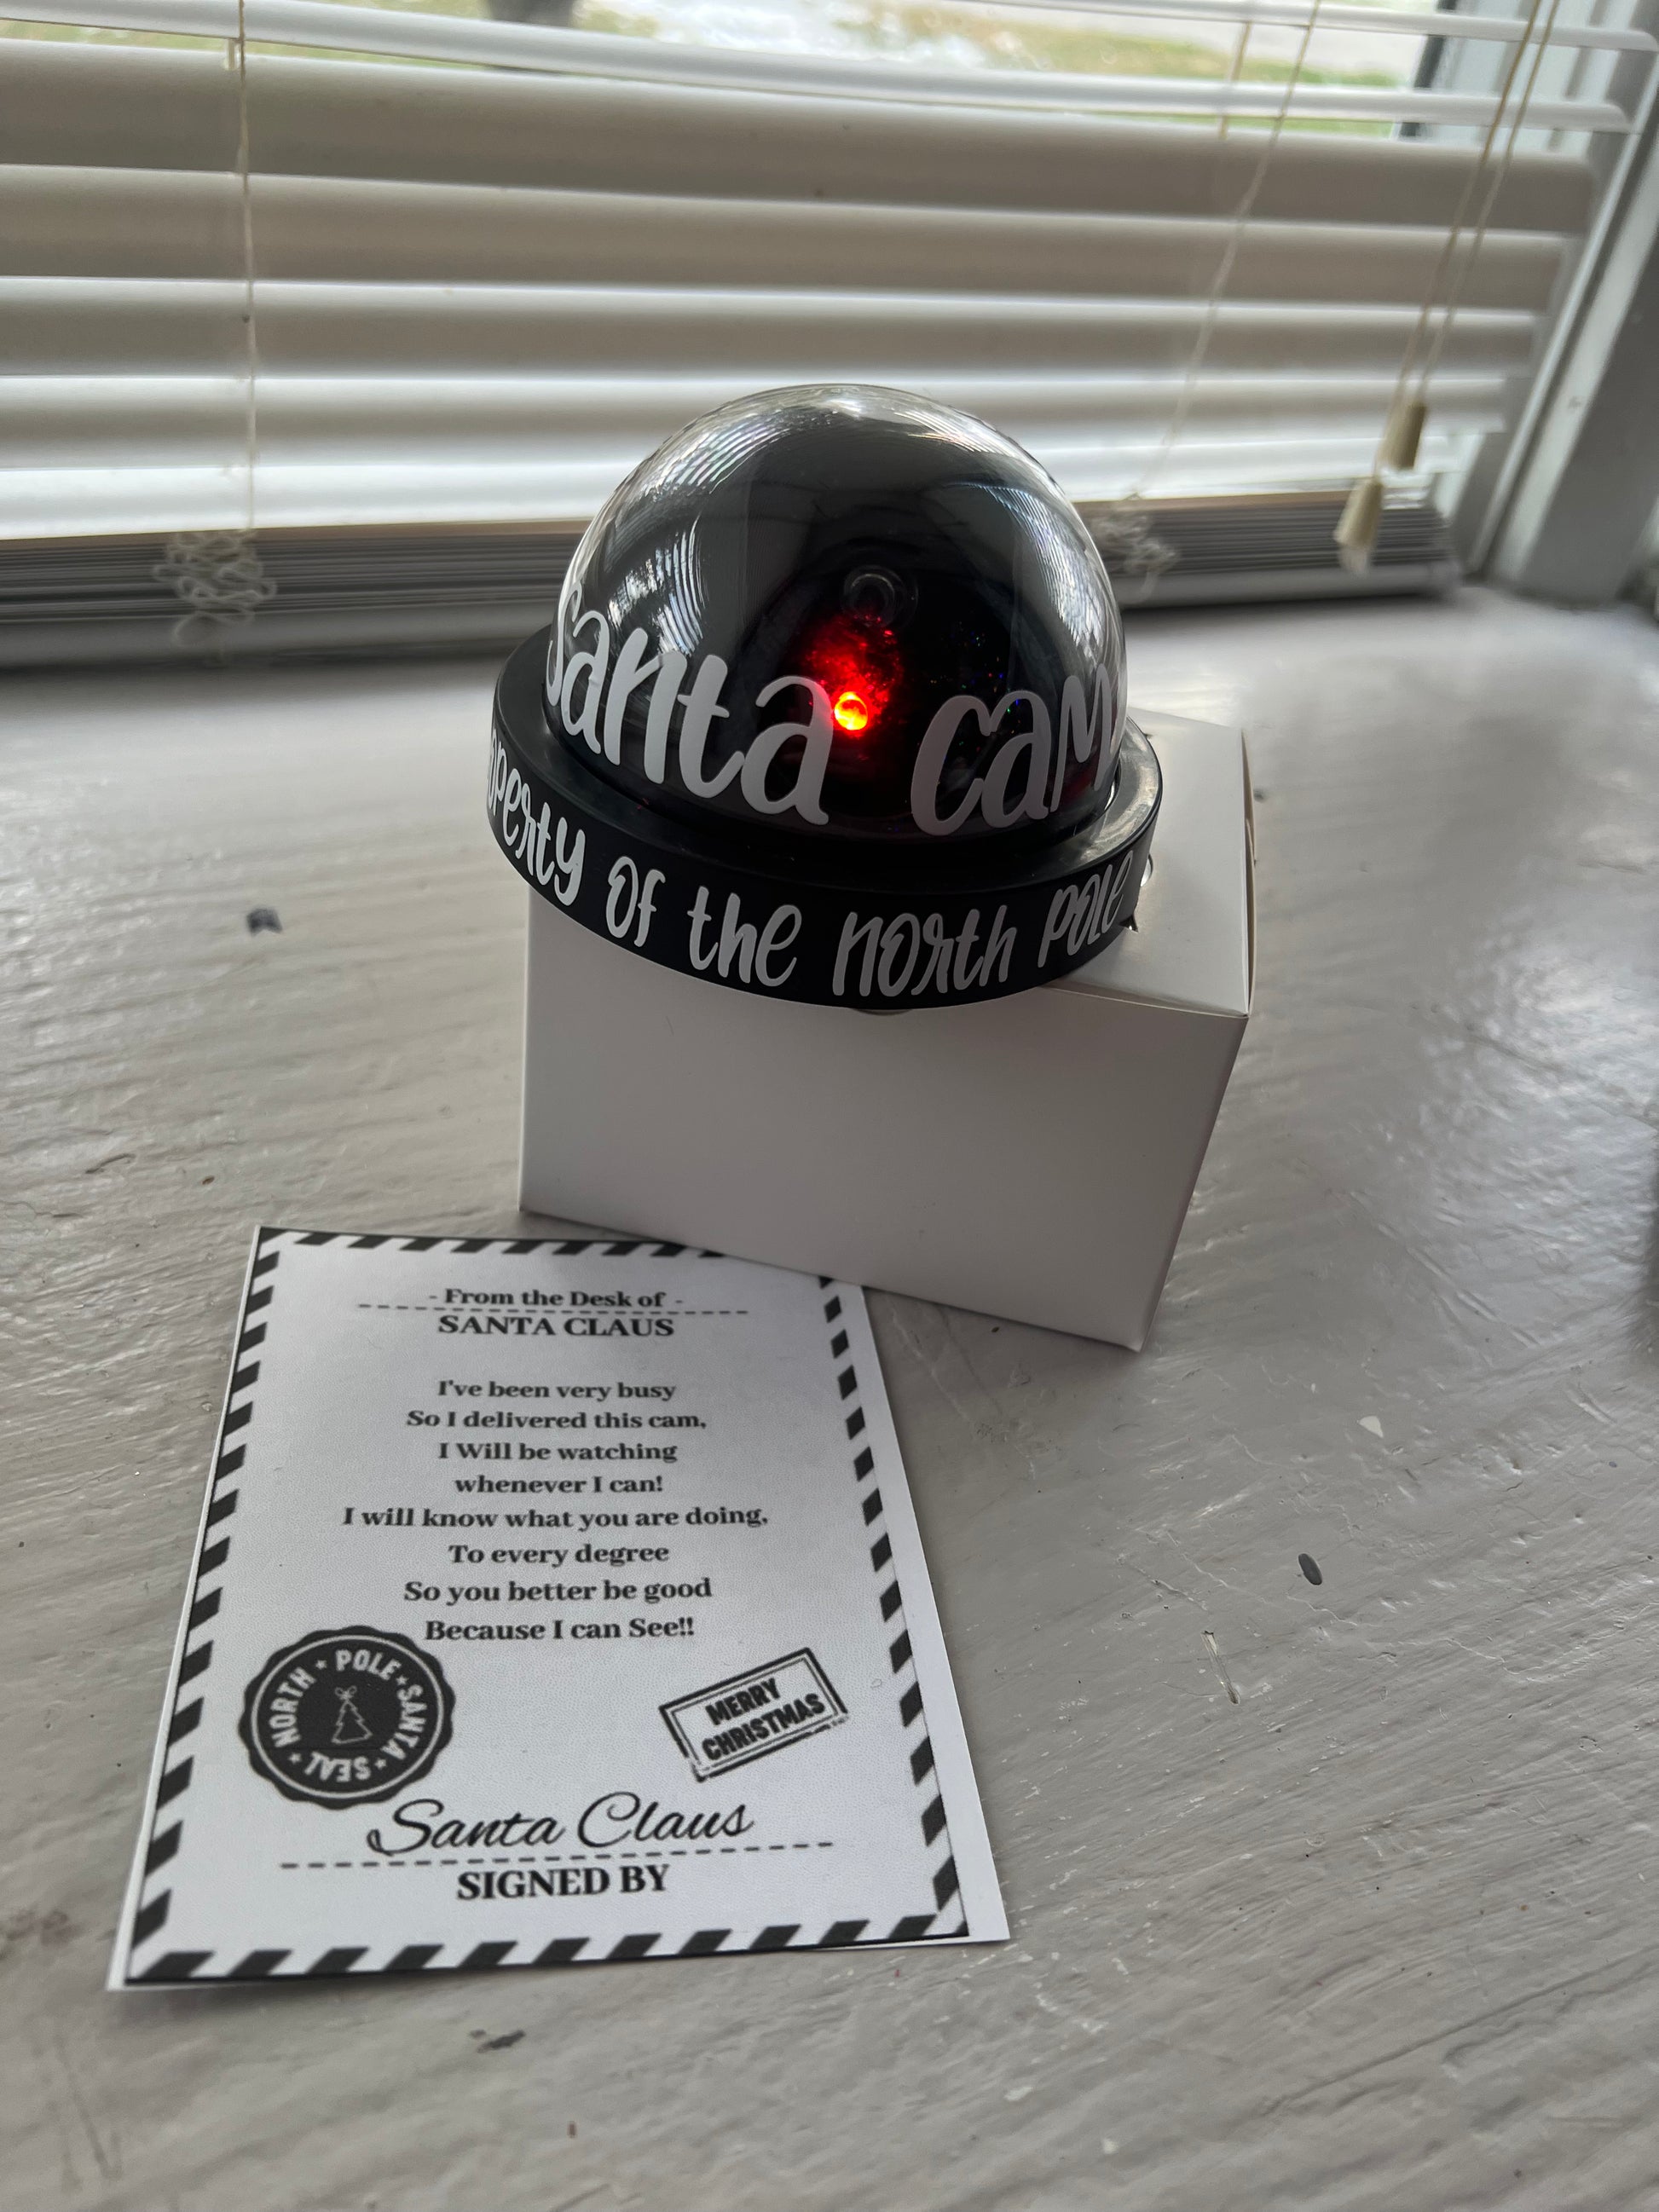 Santa cam
property of the north pole
- From the Desk of -
SANTA CLAUS
I've been very busy
So I delivered this cam,
I Will be watching
whenever I can!
I will know what you are doing,
To every degree
So you better be good
Because I can See!!
NORTH POLE SANTA SEAL
MERRY
CHRISTMAS
Santa Claus
SIGNED BY